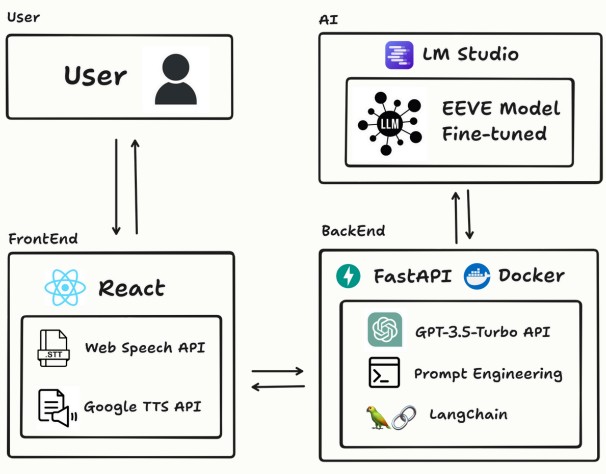 User
User
AI
LM Studio
LLM
EEVE Model
Fine-tuned
FrontEnd
React
.STT
Web Speech API
Google TTS API
BackEnd
FastAPI
Docker
GPT-3.5-Turbo API
Prompt Engineering
LangChain